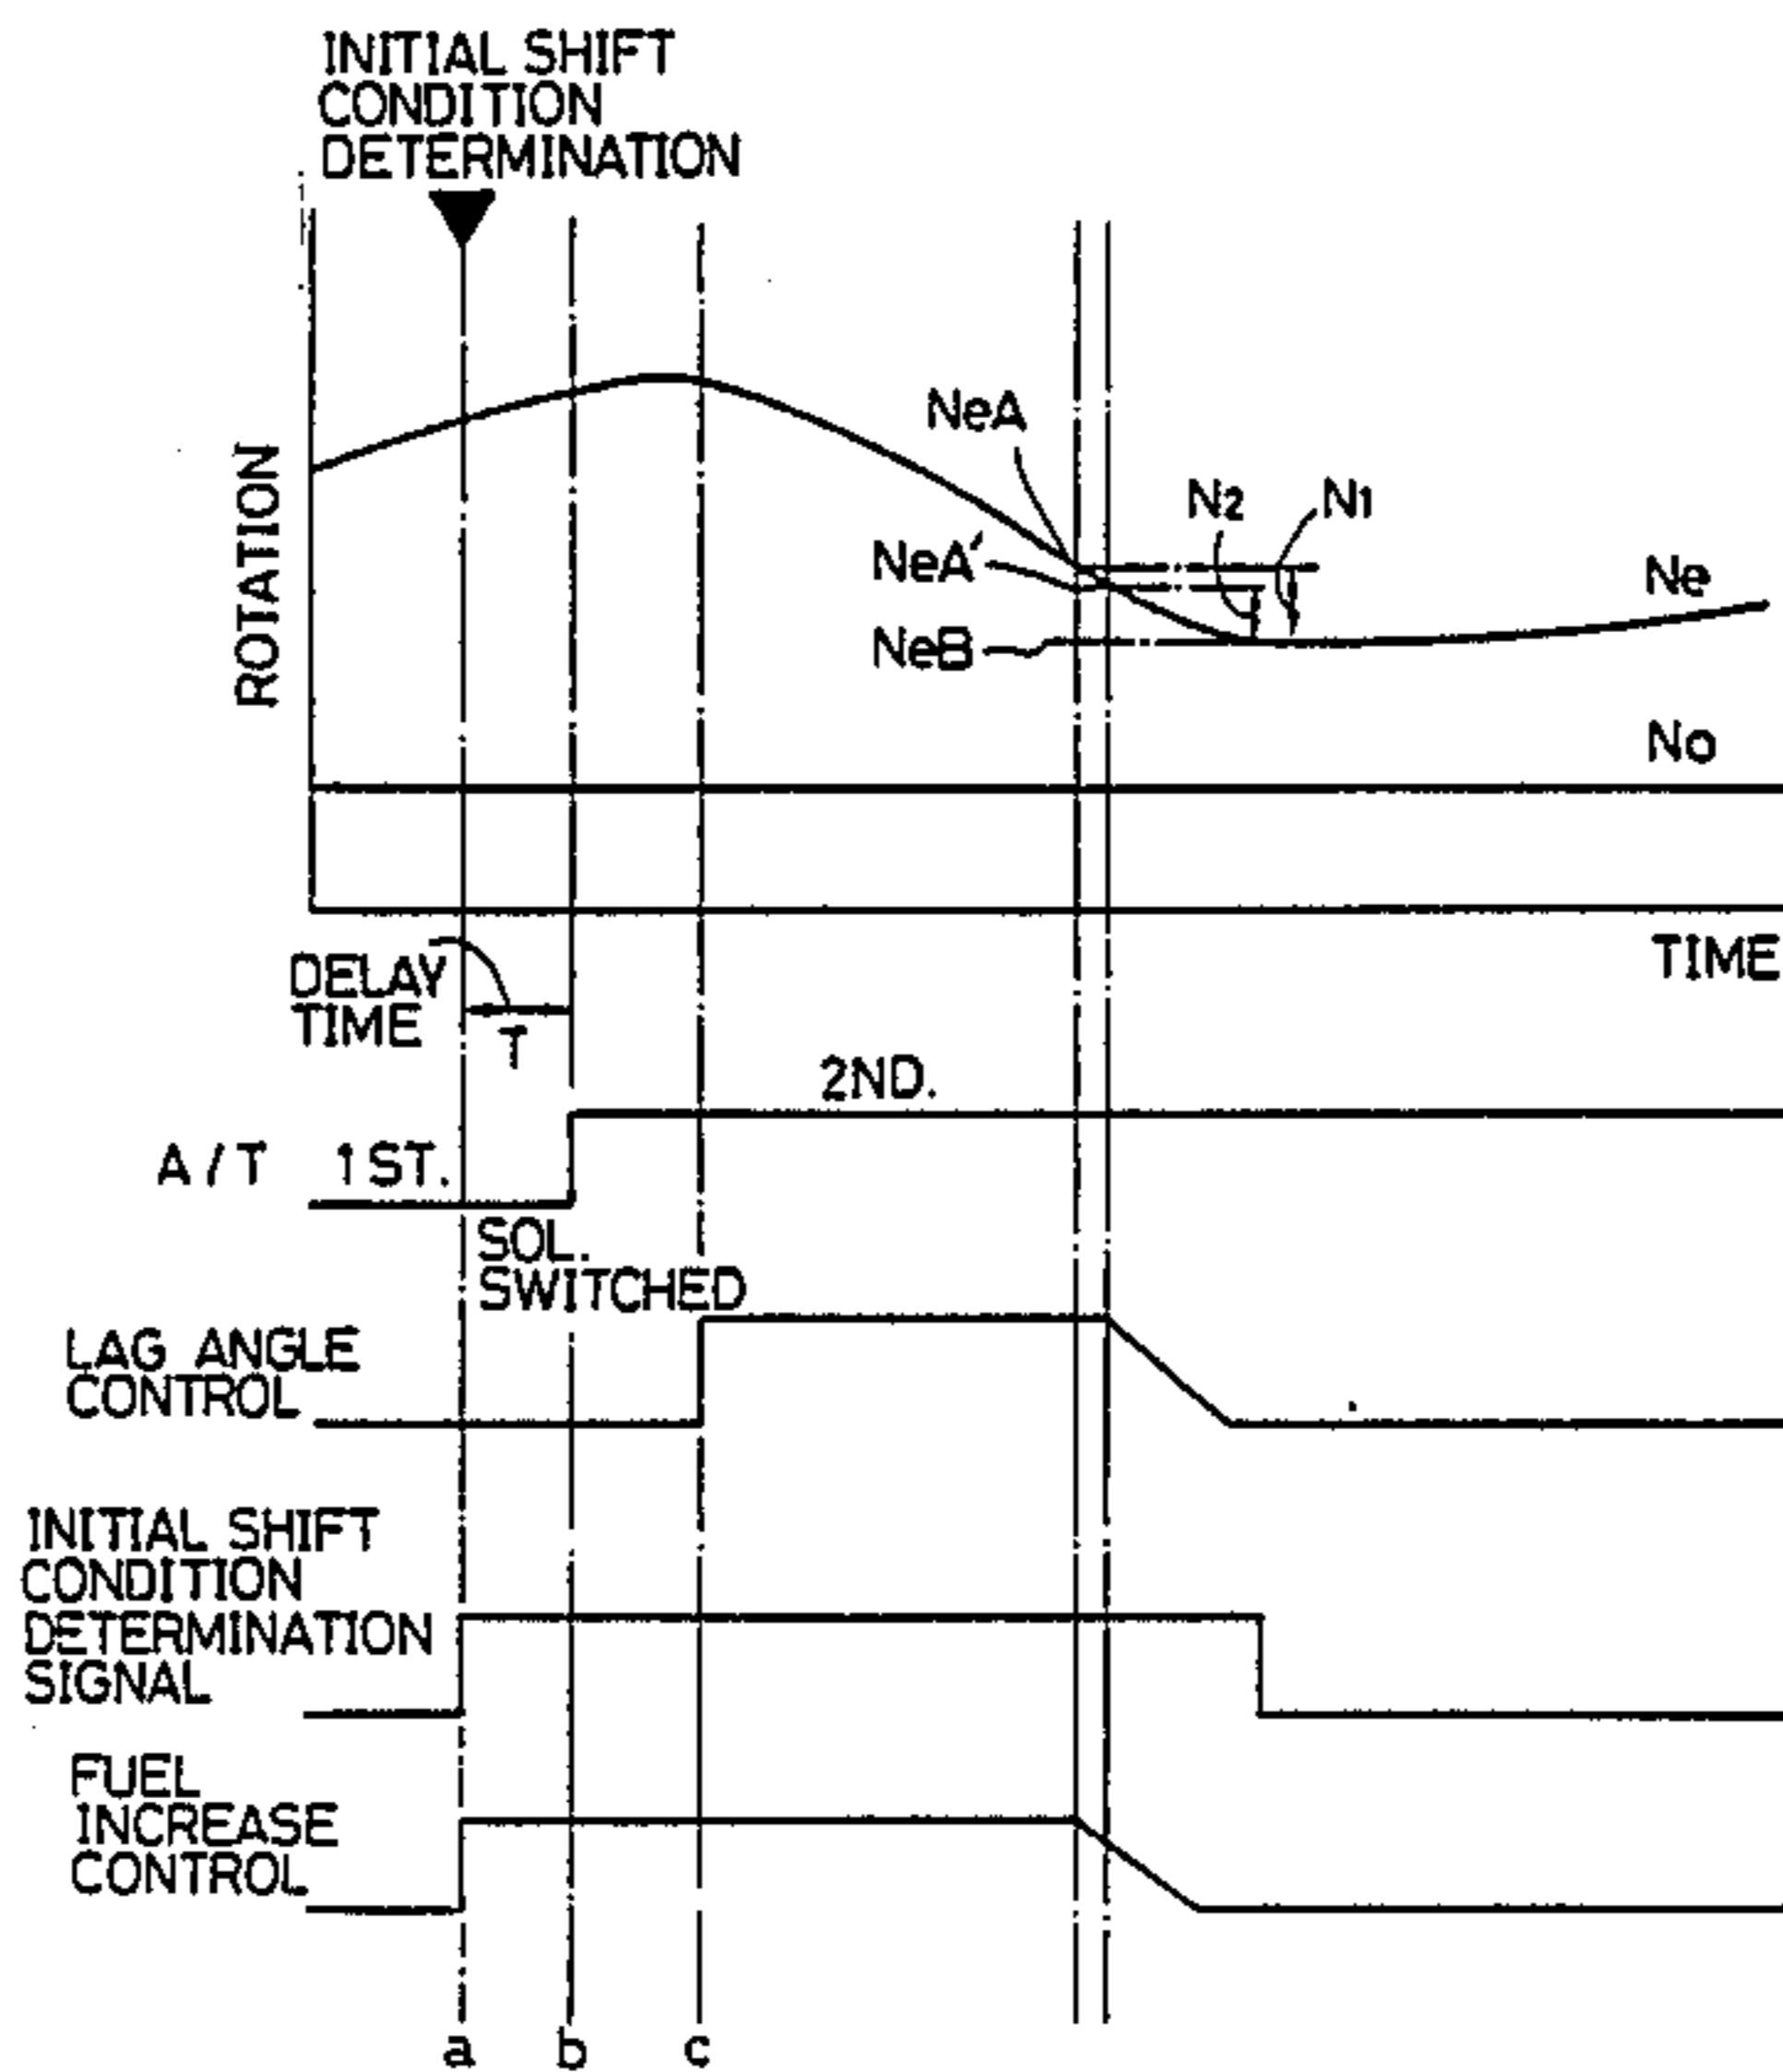 INITIAL SHIFT
CONDITION
DETERMINATION
ROTATION
NeA
N2
N1
NeA'
Ne
NeB
No
DELAY
TIME
T
TIME
2ND.
A/T 1ST.
SOL.
SWITCHED
LAG ANGLE
CONTROL
INITIAL SHIFT
CONDITION
DETERMINATION
SIGNAL
FUEL
INCREASE
CONTROL
a b c